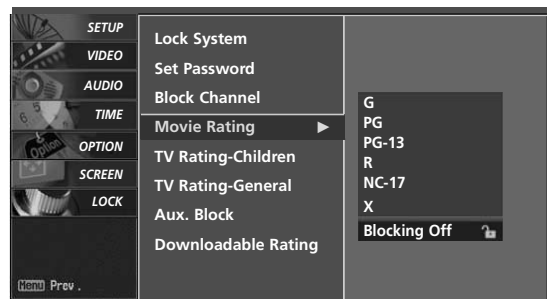 SETUP
VIDEO
AUDIO
TIME
OPTION
SCREEN
LOCK
Menu Prev.
Lock System
Set Password
Block Channel
Movie Rating ►
TV Rating-Children
TV Rating-General
Aux. Block
Downloadable Rating
G
PG
PG-13
R
NC-17
X
Blocking Off